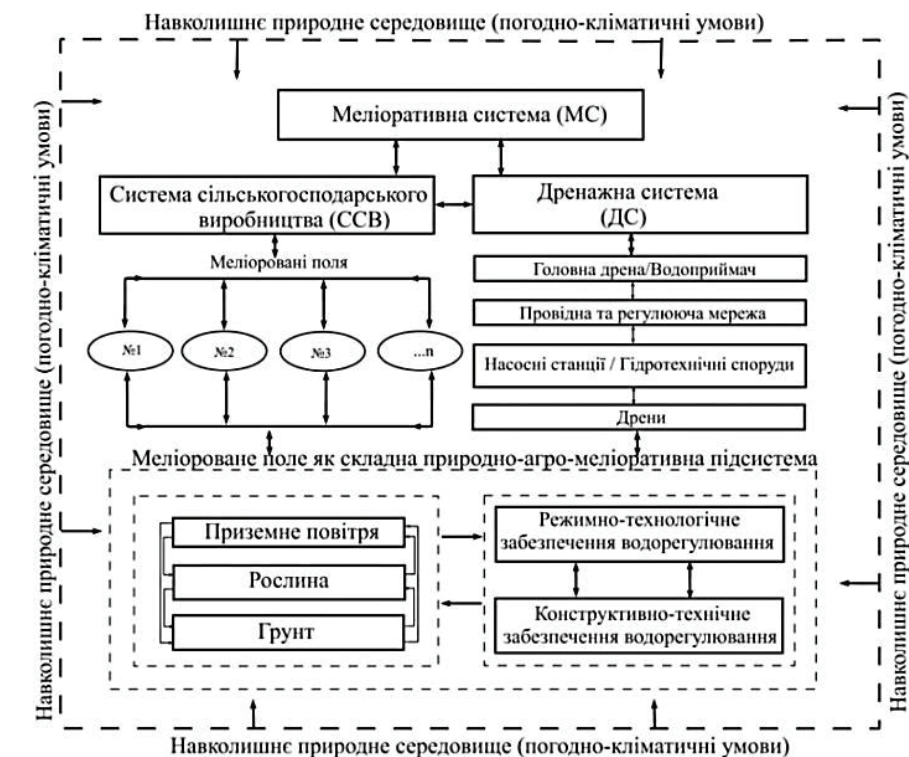 Навколишнє природне середовище (погодно-кліматичні умови)
Навколишнє природне середовище (погодно-кліматичні умови)
Навколишнє природне середовище (погодно-кліматичні умови)
Меліоративна система (МС)
Система сільськогосподарського
виробництва (ССВ)
Дренажна система
(ДС)
Меліоровані поля
№1
№2
№3
...n
Головна дрена/Водоприймач
Провідна та регулююча мережа
Насосні станції / Гідротехнічні споруди
Дрени
Меліороване поле як складна природно-агро-меліоративна підсистема
Приземне повітря
Рослина
Грунт
Режимно-технологічне
забезпечення водорегулювання
Конструктивно-технічне
забезпечення водорегулювання
Навколишнє природне середовище (погодно-кліматичні умови)